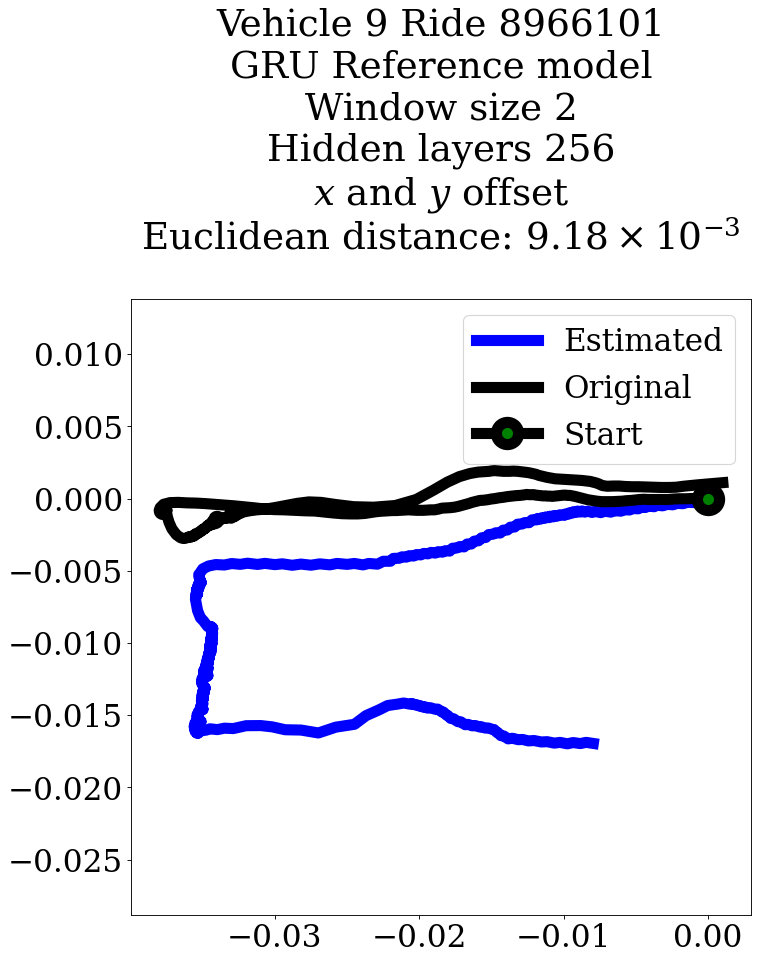 Vehicle 9 Ride 8966101
GRU Reference model
Window size 2
Hidden layers 256
x and y offset
Euclidean distance: 9.18 × 10⁻³
Estimated
Original
Start
0.010
0.005
0.000
−0.005
−0.010
−0.015
−0.020
−0.025
−0.03
−0.02
−0.01
0.00